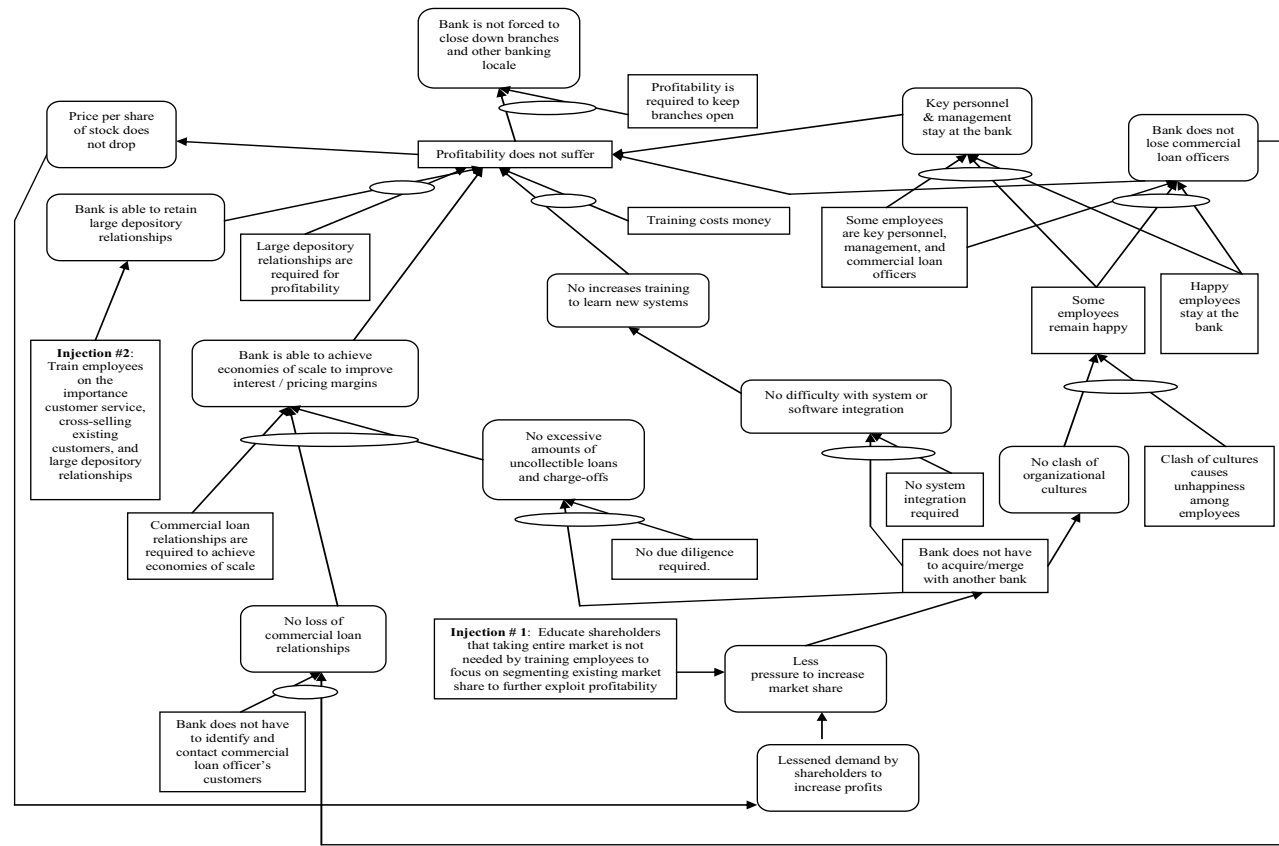 Bank is not forced to
close down branches
and other banking
locale
Profitability is
required to keep
branches open
Price per share
of stock does
not drop
Key personnel
& management
stay at the bank
Bank does not
lose commercial
loan officers
Profitability does not suffer
Bank is able to retain
large depository
relationships
Large depository
relationships are
required for
profitability
Training costs money
Some employees
are key personnel,
management, and
commercial loan
officers
No increases training
to learn new systems
Some
employees
remain happy
Happy
employees
stay at the
bank
Injection #2:
Train employees
on the
importance
customer service,
cross-selling
existing
customers, and
large depository
relationships
Bank is able to achieve
economies of scale to improve
interest / pricing margins
No difficulty with system or
software integration
No excessive
amounts of
uncollectible loans
and charge-offs
No system
integration
required
No clash of
organizational
cultures
Clash of cultures
causes
unhappiness
among
employees
Commercial loan
relationships are
required to achieve
economies of scale
No due diligence
required.
Bank does not have
to acquire/merge
with another bank
No loss of
commercial loan
relationships
Injection # 1: Educate shareholders
that taking entire market is not
needed by training employees to
focus on segmenting existing market
share to further exploit profitability
Less
pressure to increase
market share
Bank does not have
to identify and
contact commercial
loan officer's
customers
Lessened demand by
shareholders to
increase profits